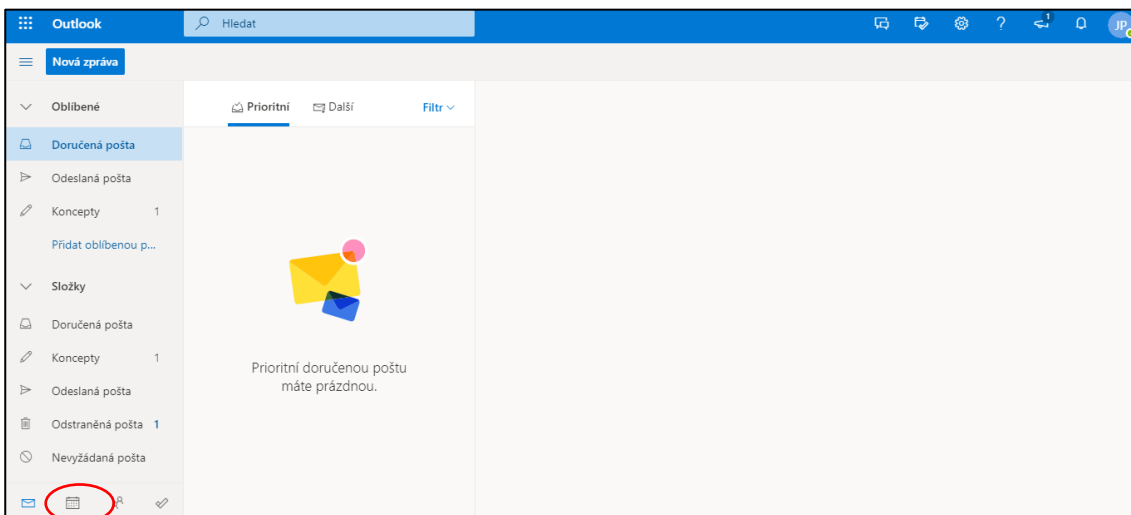 Outlook
Hledat
1
JP
Nová zpráva
Oblíbené
Prioritní
Další
Filtr
Doručená pošta
Odeslaná pošta
Koncepty 1
Přidat oblíbenou p...
Složky
Doručená pošta
Koncepty 1
Odeslaná pošta
Odstraněná pošta 1
Nevyžádaná pošta
Prioritní doručenou poštu
máte prázdnou.